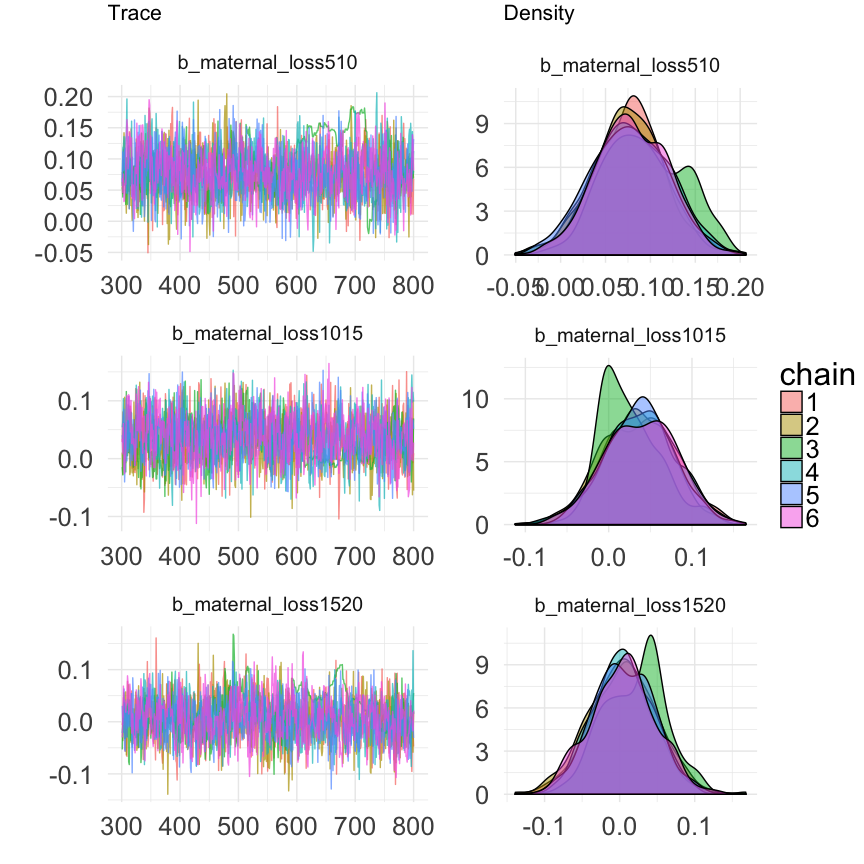 Trace
Density
b_maternal_loss510
b_maternal_loss510
0.20
0.15
0.10
0.05
0.00
-0.05
300 400 500 600 700 800
9
6
3
0
-0.05 0.00 0.05 0.10 0.15 0.20
b_maternal_loss1015
b_maternal_loss1015
0.1
0.0
-0.1
300 400 500 600 700 800
10
5
0
-0.1 0.0 0.1
chain
1
2
3
4
5
6
b_maternal_loss1520
b_maternal_loss1520
0.1
0.0
-0.1
300 400 500 600 700 800
9
6
3
0
-0.1 0.0 0.1